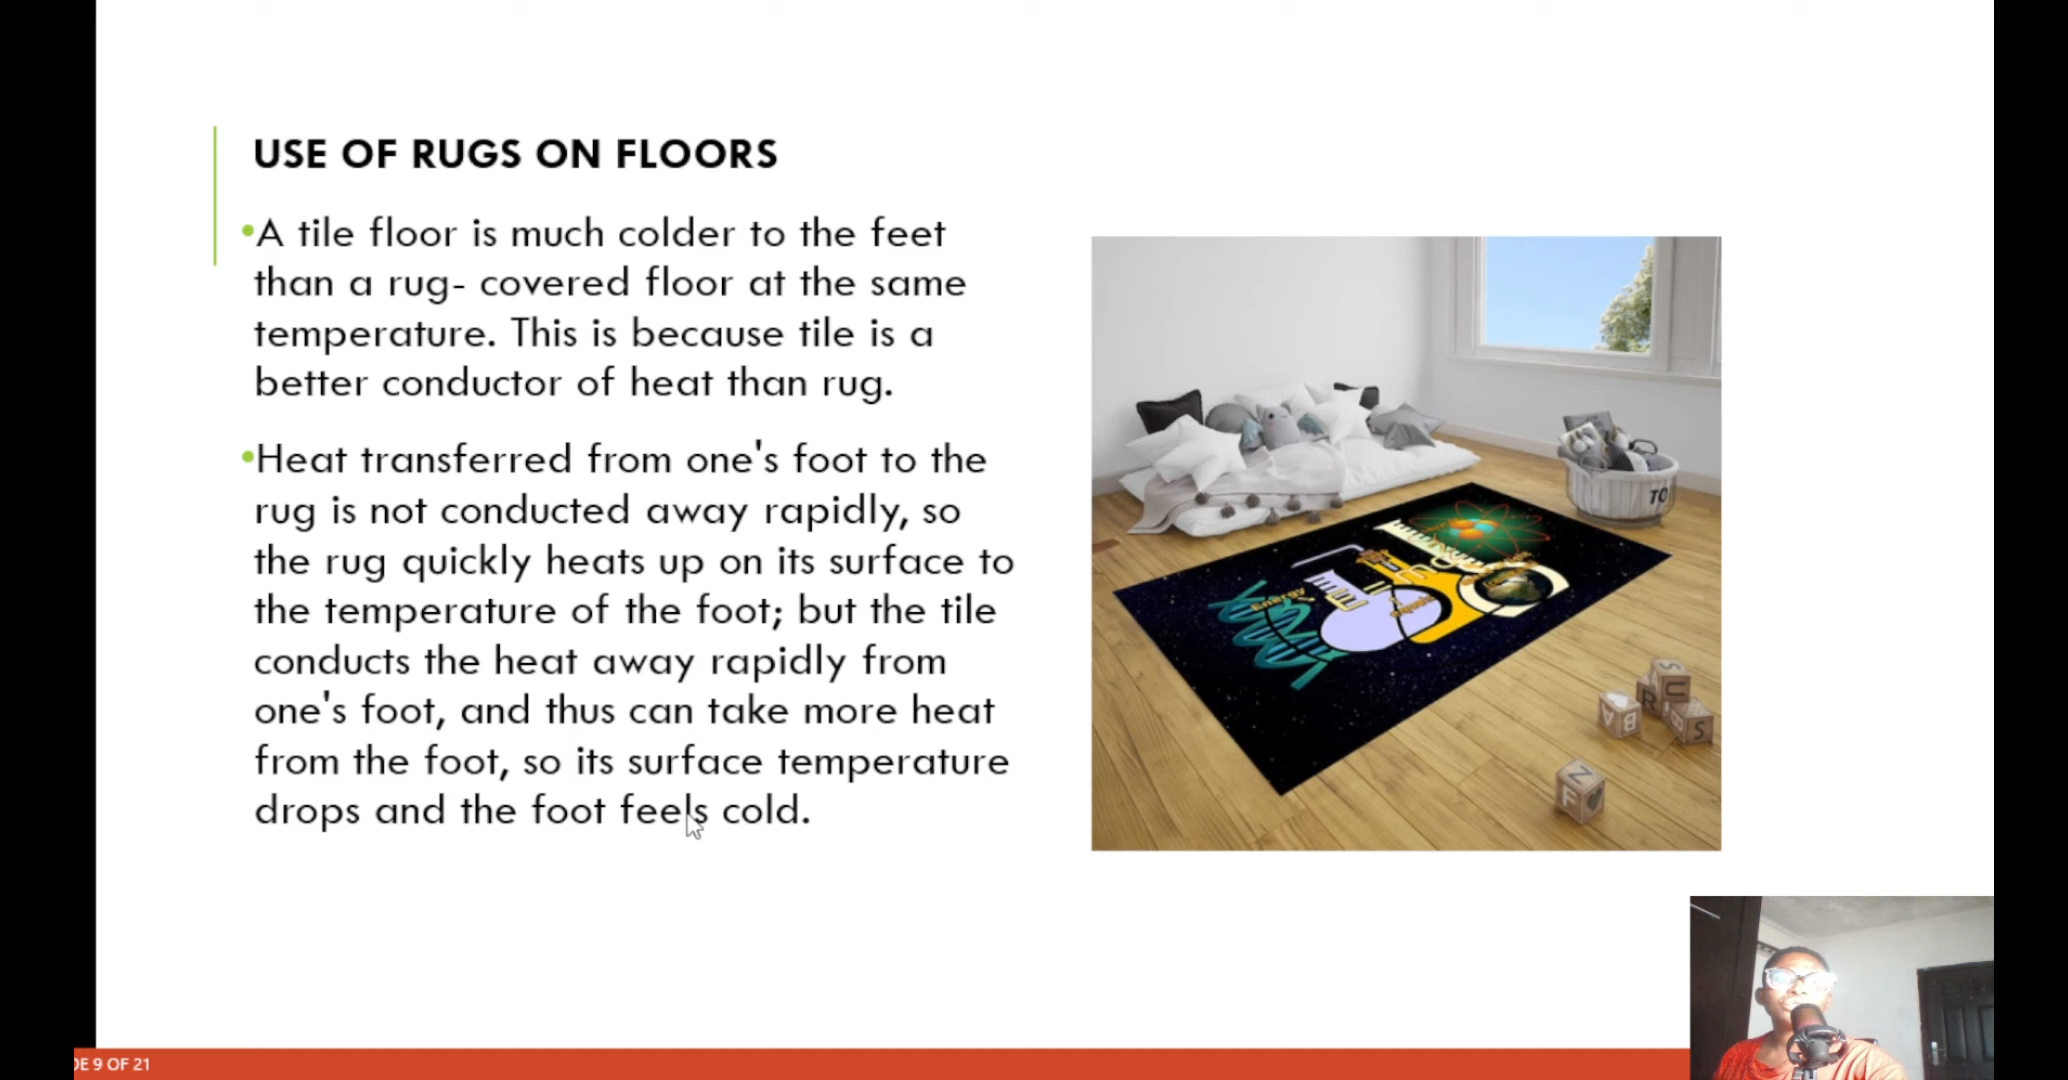 USE OF RUGS ON FLOORS
•A tile floor is much colder to the feet
than a rug- covered floor at the same
temperature. This is because tile is a
better conductor of heat than rug.
•Heat transferred from one's foot to the
rug is not conducted away rapidly, so
the rug quickly heats up on its surface to
the temperature of the foot; but the tile
conducts the heat away rapidly from
one's foot, and thus can take more heat
from the foot, so its surface temperature
drops and the foot feels cold.
TO
Energy
S
U
R
B
S
Z
F
DE 9 OF 21